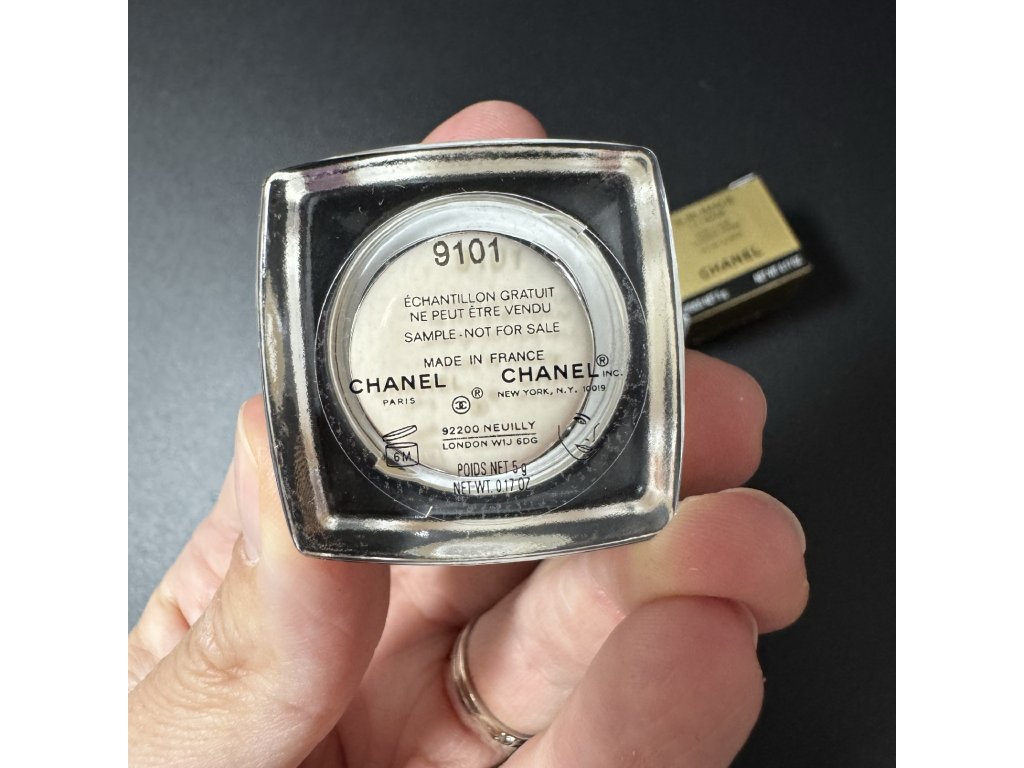 9101
ÉCHANTILLON GRATUIT
NE PEUT ÊTRE VENDU
SAMPLE - NOT FOR SALE
MADE IN FRANCE
CHANEL CHANEL® INC.
PARIS ® NEW YORK, N.Y. 10019
92200 NEUILLY
LONDON W1J 6DG
6M
POIDS NET 5 g
NET WT. 0.17 OZ
CHANEL